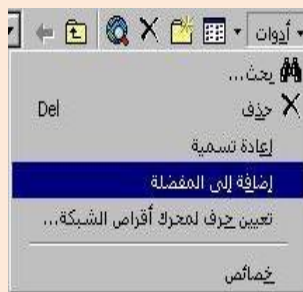 أدوات
بحث...
حذف Del
إعادة تسمية
إضافة إلى المفضلة
تعيين حرف لمحرك أقراص الشبكة...
خصائص